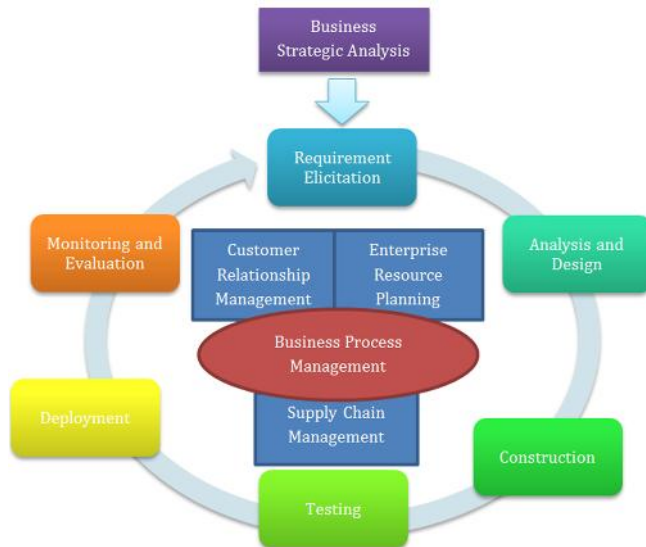 Business
Strategic Analysis
Requirement
Elicitation
Monitoring and
Evaluation
Customer
Relationship
Management
Enterprise
Resource
Planning
Analysis and
Design
Business Process
Management
Deployment
Supply Chain
Management
Construction
Testing